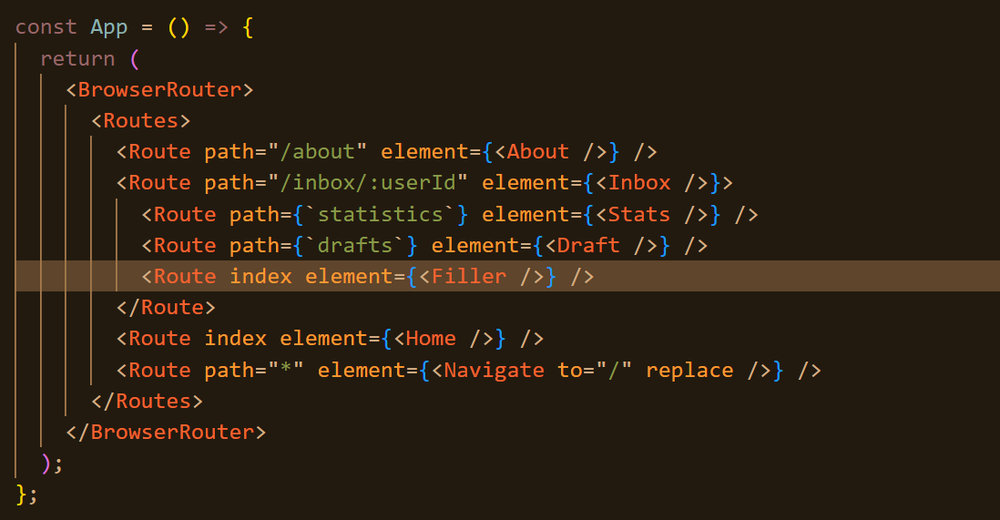 const App = () => {
  return (
    <BrowserRouter>
      <Routes>
        <Route path="/about" element={<About />} />
        <Route path="/inbox/:userId" element={<Inbox />}>
          <Route path={`statistics`} element={<Stats />} />
          <Route path={`drafts`} element={<Draft />} />
          <Route index element={<Filler />} />
        </Route>
        <Route index element={<Home />} />
        <Route path="*" element={<Navigate to="/" replace />} />
      </Routes>
    </BrowserRouter>
  );
};